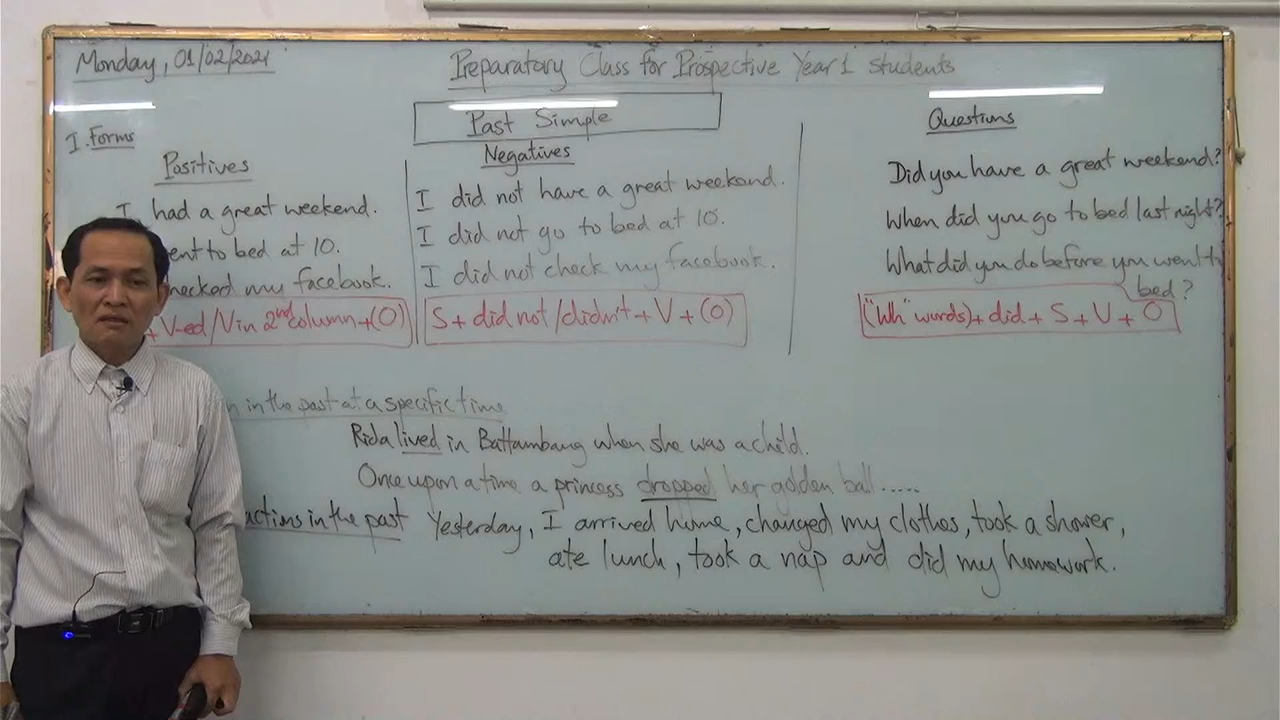 Monday, 01/02/2021
Preparatory Class for Prospective Year 1 students
Past Simple
I. Forms
Positives
I had a great weekend.
ent to bed at 10.
hecked my facebook.
+ V-ed/V in 2nd column + (O)
Negatives
I did not have a great weekend.
I did not go to bed at 10.
I did not check my facebook.
S + did not/didn't + V + (O)
Questions
Did you have a great weekend?
When did you go to bed last night?
What did you do before you went to
bed?
("Wh" words) + did + S + V + O
n in the past at a specific time
Rida lived in Battambang when she was a child.
Once upon a time a princess dropped her golden ball.....
actions in the past Yesterday, I arrived home, changed my clothes, took a shower,
ate lunch, took a nap and did my homework.